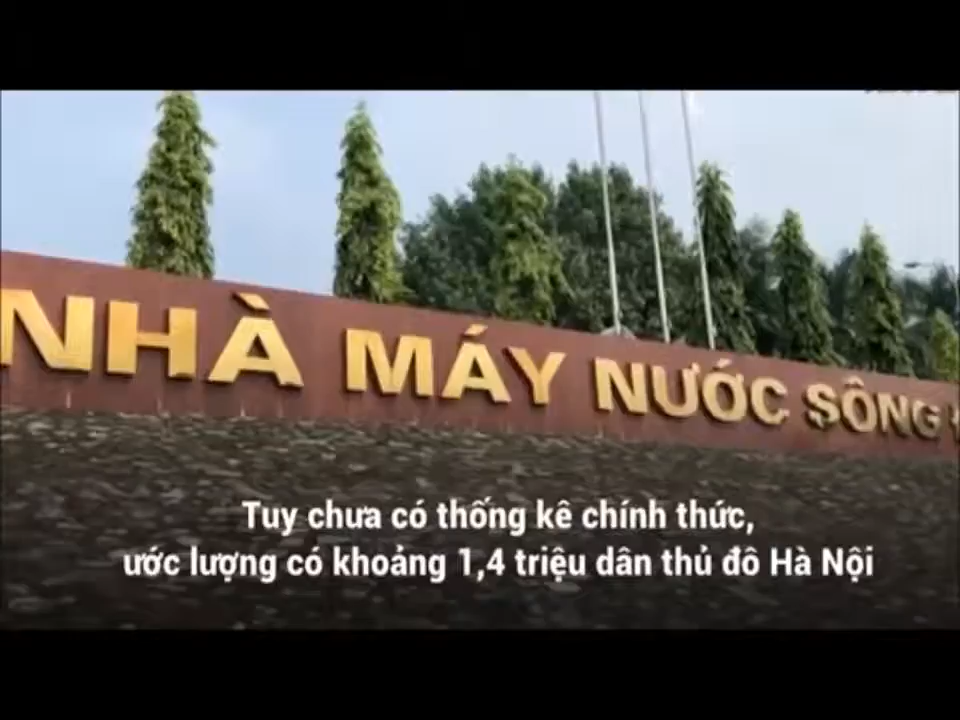 NHÀ MÁY NƯỚC SÔNG
Tuy chưa có thống kê chính thức,
ước lượng có khoảng 1,4 triệu dân thủ đô Hà Nội